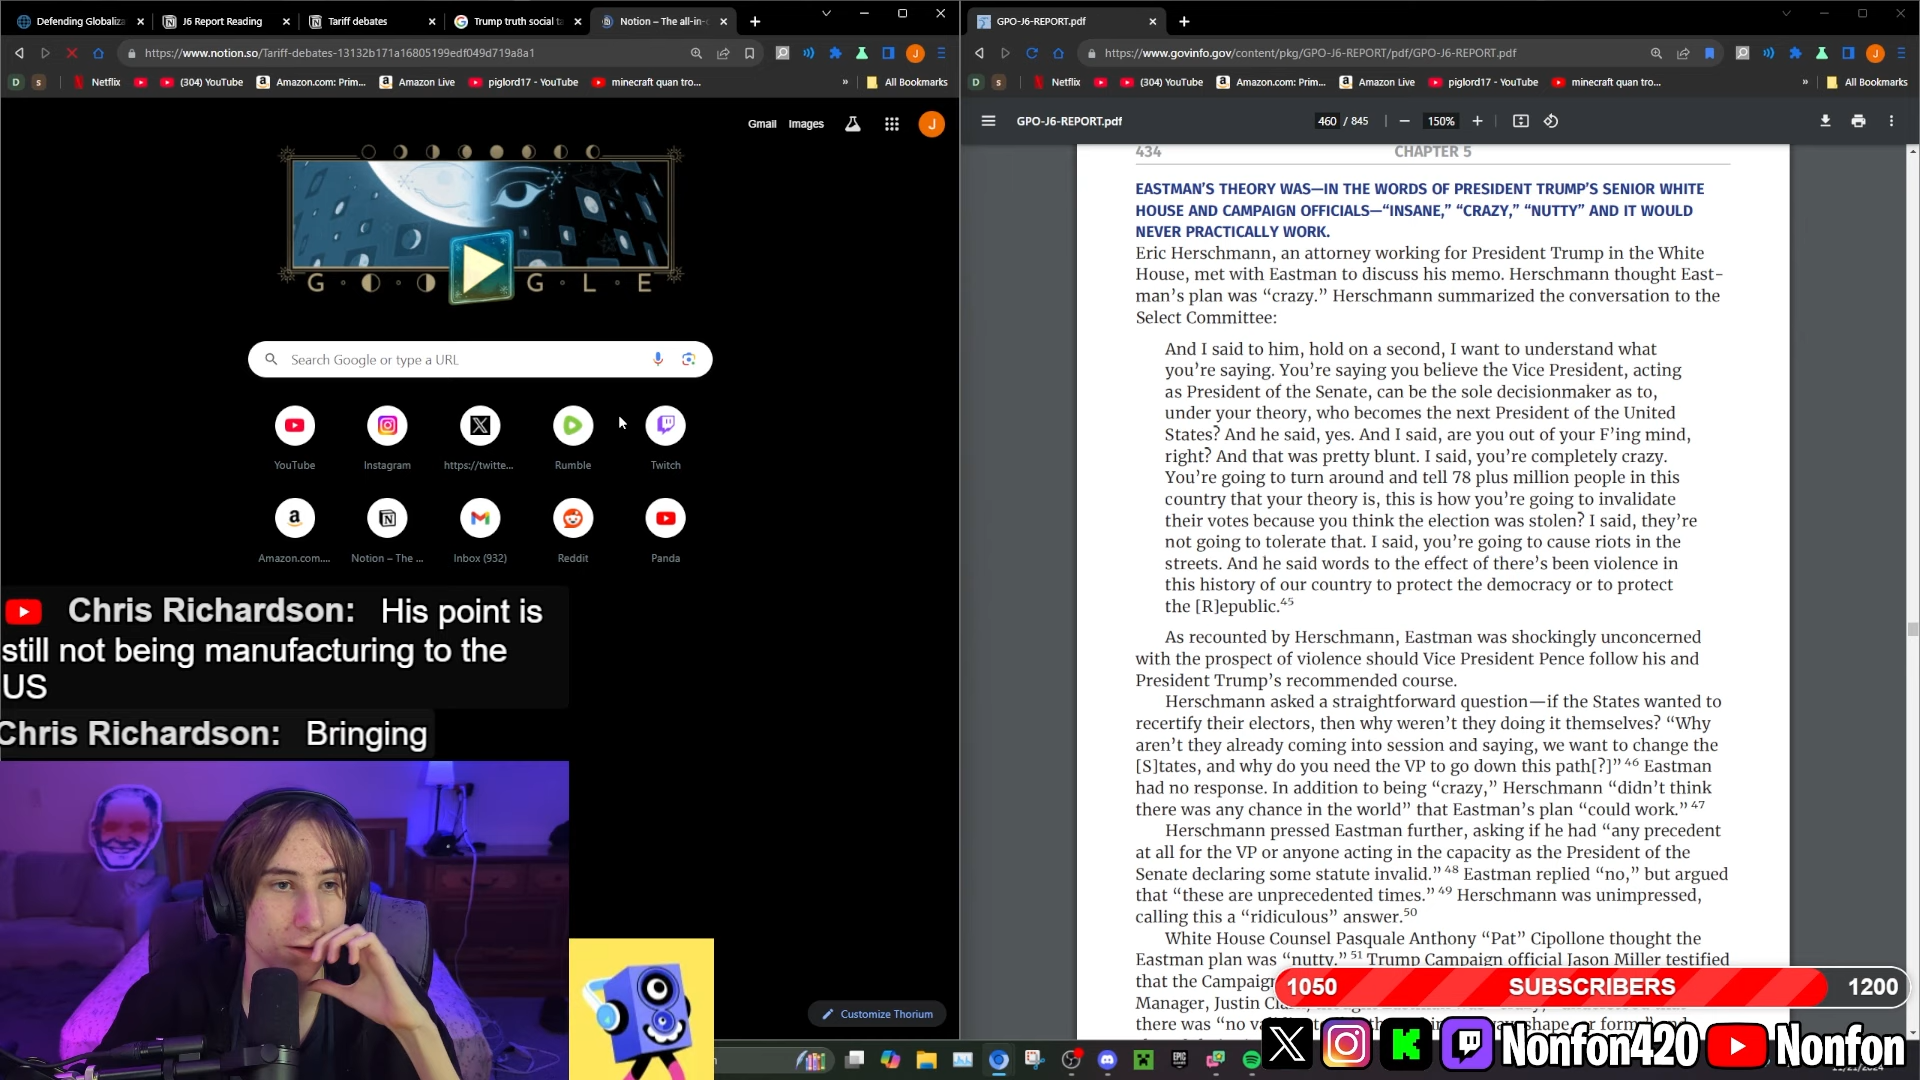 Defending Globaliza
J6 Report Reading
Tariff debates
Trump truth social ta
Notion – The all-in-
https://www.notion.so/Tariff-debates-13132b171a16805199edf049d719a8a1
Netflix
(304) YouTube
Amazon.com: Prim...
Amazon Live
piglord17 - YouTube
minecraft quan tro...
»
All Bookmarks
Gmail
Images
J
G O O G L E
Search Google or type a URL
YouTube
Instagram
https://twitte...
Rumble
Twitch
Amazon.com....
Notion – The ...
Inbox (932)
Reddit
Panda
Chris Richardson: His point is
still not being manufacturing to the
US
Chris Richardson: Bringing
Customize Thorium
GPO-J6-REPORT.pdf
https://www.govinfo.gov/content/pkg/GPO-J6-REPORT/pdf/GPO-J6-REPORT.pdf
Netflix
(304) YouTube
Amazon.com: Prim...
Amazon Live
piglord17 - YouTube
minecraft quan tro...
»
All Bookmarks
GPO-J6-REPORT.pdf
460 / 845
150%
434
CHAPTER 5
EASTMAN’S THEORY WAS—IN THE WORDS OF PRESIDENT TRUMP’S SENIOR WHITE
HOUSE AND CAMPAIGN OFFICIALS—“INSANE,” “CRAZY,” “NUTTY” AND IT WOULD
NEVER PRACTICALLY WORK.
Eric Herschmann, an attorney working for President Trump in the White
House, met with Eastman to discuss his memo. Herschmann thought East-
man’s plan was “crazy.” Herschmann summarized the conversation to the
Select Committee:
And I said to him, hold on a second, I want to understand what
you’re saying. You’re saying you believe the Vice President, acting
as President of the Senate, can be the sole decisionmaker as to,
under your theory, who becomes the next President of the United
States? And he said, yes. And I said, are you out of your F’ing mind,
right? And that was pretty blunt. I said, you’re completely crazy.
You’re going to turn around and tell 78 plus million people in this
country that your theory is, this is how you’re going to invalidate
their votes because you think the election was stolen? I said, they’re
not going to tolerate that. I said, you’re going to cause riots in the
streets. And he said words to the effect of there’s been violence in
this history of our country to protect the democracy or to protect
the [R]epublic.45
As recounted by Herschmann, Eastman was shockingly unconcerned
with the prospect of violence should Vice President Pence follow his and
President Trump’s recommended course.
Herschmann asked a straightforward question—if the States wanted to
recertify their electors, then why weren’t they doing it themselves? “Why
aren’t they already coming into session and saying, we want to change the
[S]tates, and why do you need the VP to go down this path[?]” 46 Eastman
had no response. In addition to being “crazy,” Herschmann “didn’t think
there was any chance in the world” that Eastman’s plan “could work.” 47
Herschmann pressed Eastman further, asking if he had “any precedent
at all for the VP or anyone acting in the capacity as the President of the
Senate declaring some statute invalid.” 48 Eastman replied “no,” but argued
that “these are unprecedented times.” 49 Herschmann was unimpressed,
calling this a “ridiculous” answer.50
White House Counsel Pasquale Anthony “Pat” Cipollone thought the
Eastman plan was “nutty.” 51 Trump Campaign official Jason Miller testified
that the Campaign
Manager, Justin
there was “no
1050
SUBSCRIBERS
1200
Nonfon420
Nonfon